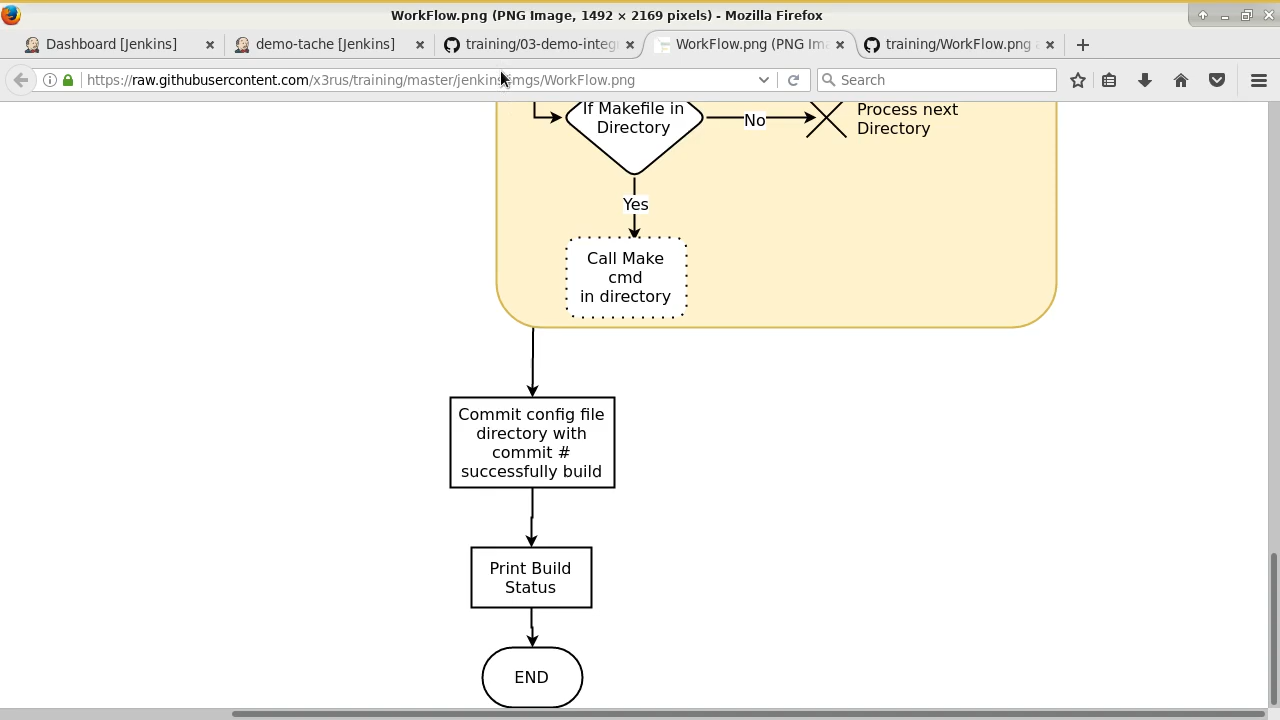 WorkFlow.png (PNG Image, 1492 × 2169 pixels) - Mozilla Firefox
Dashboard [Jenkins]
demo-tache [Jenkins]
training/03-demo-integ
WorkFlow.png (PNG Ima
training/WorkFlow.png a
https://raw.githubusercontent.com/x3rus/training/master/jenkins/imgs/WorkFlow.png
Search
If Makefile in
Directory
No
Process next
Directory
Yes
Call Make
cmd
in directory
Commit config file
directory with
commit #
successfully build
Print Build
Status
END